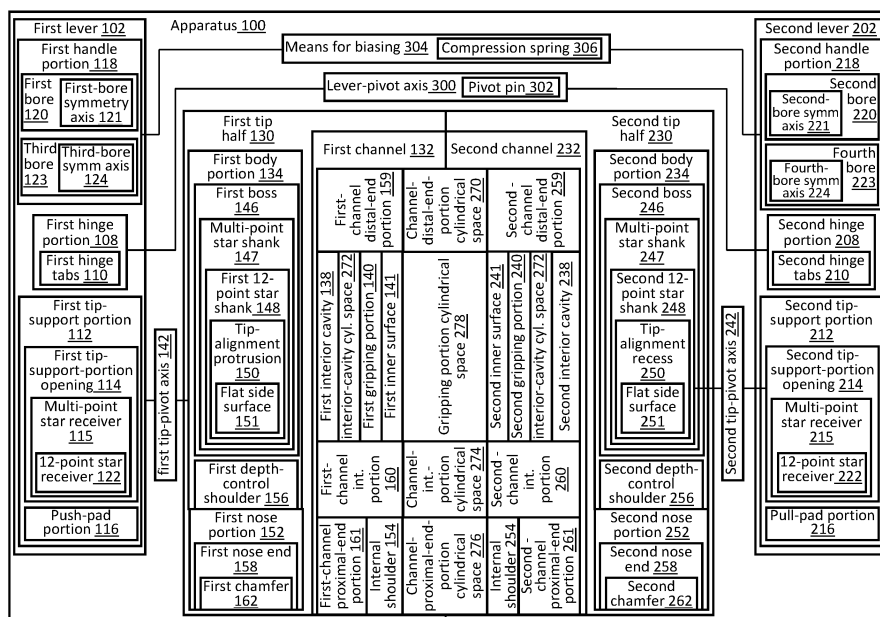 Apparatus 100
First lever 102
First handle
portion 118
First
bore
120
First-bore
symmetry
axis 121
Third
bore
123
Third-bore
symm axis
124
First hinge
portion 108
First hinge
tabs 110
First tip-
support portion
112
First tip-
support-portion
opening 114
Multi-point
star receiver
115
12-point star
receiver 122
Push-pad
portion 116
first tip-pivot axis 142
Means for biasing 304
Compression spring 306
Lever-pivot axis 300
Pivot pin 302
First tip
half 130
First body
portion 134
First boss
146
Multi-point
star shank
147
First 12-
point star
shank 148
Tip-
alignment
protrusion
150
Flat side
surface
151
First depth-
control
shoulder 156
First nose
portion 152
First nose end
158
First chamfer
162
First channel 132
Second channel 232
First-
channel
distal-end
portion 159
Channel-
distal-end-
portion
cylindrical
space 270
Second-
channel
distal-end
portion 259
First interior cavity 138
interior-cavity cyl. space 272
First gripping portion 140
First inner surface 141
Gripping portion cylindrical
space 278
Second inner surface 241
Second gripping portion 240
interior-cavity cyl. space 272
Second interior cavity 238
First-
channel
int.
portion
160
Channel-
int.-
portion
cylindrical
space 274
Second-
channel
int.
portion
260
First-channel
proximal-end
portion 161
Internal
shoulder 154
Channel-
proximal-end-
portion
cylindrical
space 276
Internal
shoulder 254
Second-
channel
proximal-end
portion 261
Second tip
half 230
Second body
portion 234
Second boss
246
Multi-point
star shank
247
Second 12-
point star
shank 248
Tip-
alignment
recess
250
Flat side
surface
251
Second depth-
control
shoulder 256
Second nose
portion 252
Second nose
end 258
Second
chamfer 262
Second tip-pivot axis 242
Second lever 202
Second handle
portion 218
Second
bore
220
Second-
bore symm
axis 221
Fourth
bore
223
Fourth-bore
symm axis
224
Second hinge
portion 208
Second hinge
tabs 210
Second tip-
support portion
212
Second tip-
support-portion
opening 214
Multi-point
star receiver
215
12-point star
receiver 222
Pull-pad portion
216